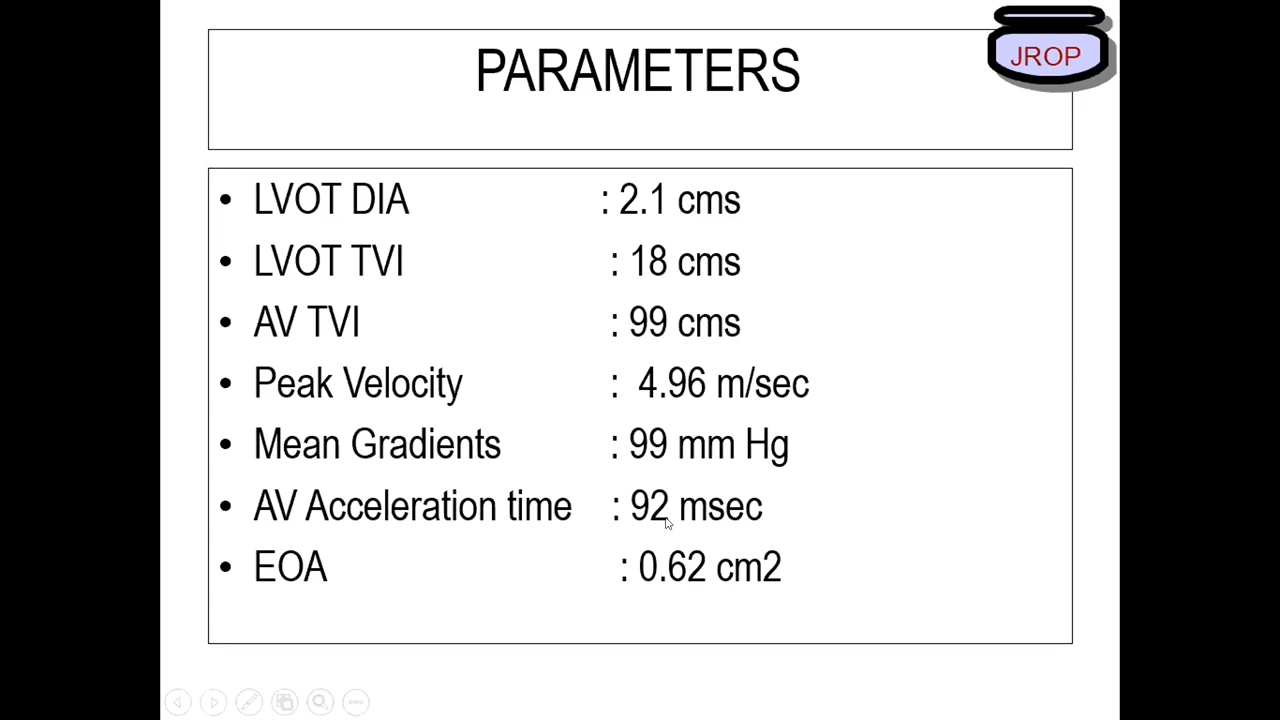 JROP
PARAMETERS
• LVOT DIA : 2.1 cms
• LVOT TVI : 18 cms
• AV TVI : 99 cms
• Peak Velocity : 4.96 m/sec
• Mean Gradients : 99 mm Hg
• AV Acceleration time : 92 msec
• EOA : 0.62 cm2